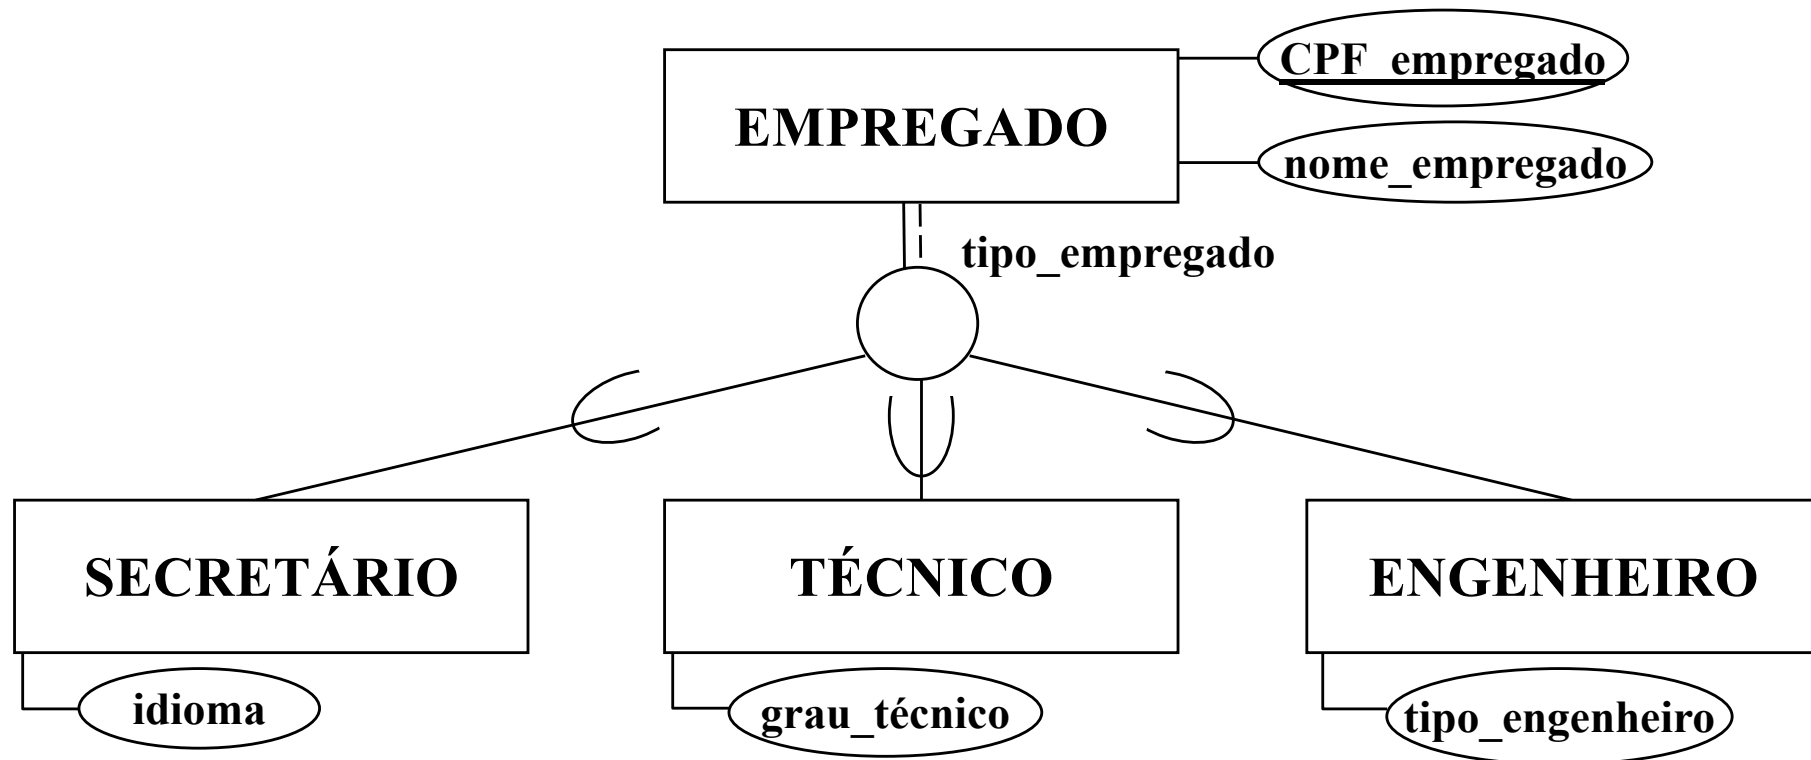 CPF_empregado
EMPREGADO
nome_empregado
tipo_empregado
SECRETÁRIO
TÉCNICO
ENGENHEIRO
idioma
grau_técnico
tipo_engenheiro